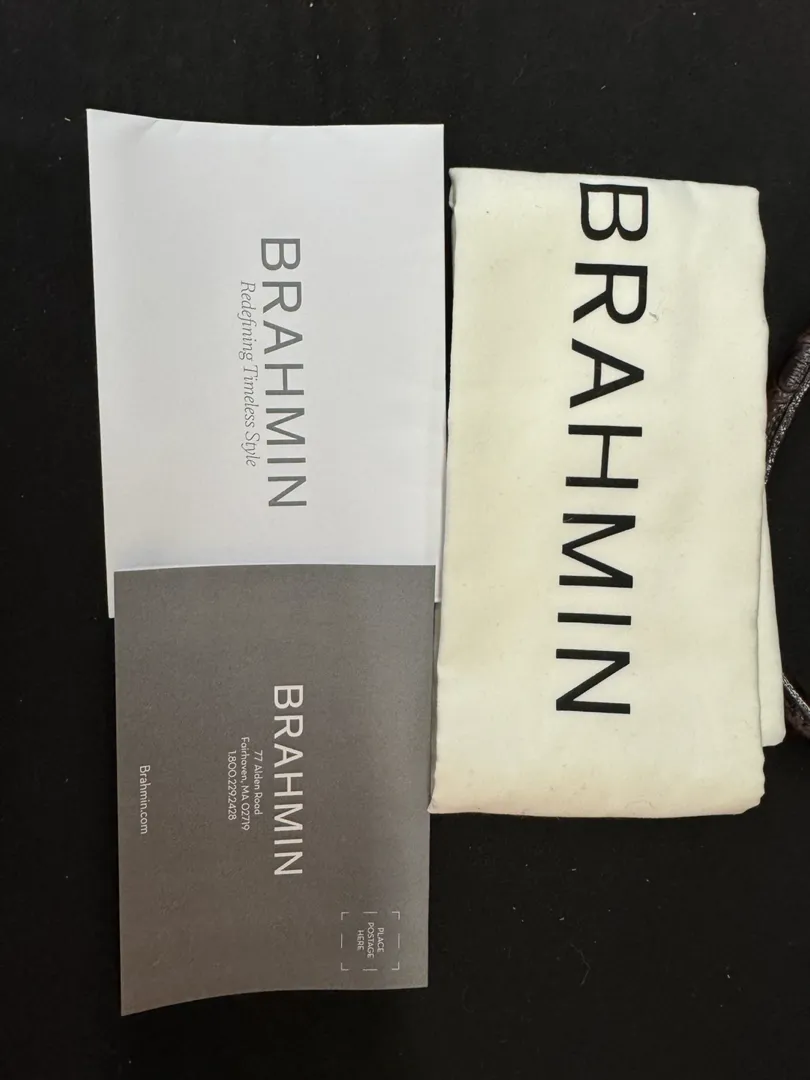 BRAHMIN
Redefining Timeless Style
BRAHMIN
77 Alden Road
Fairhaven, MA 02719
1.800.229.2428
Brahmin.com
PLACE
POSTAGE
HERE
BRAHMIN